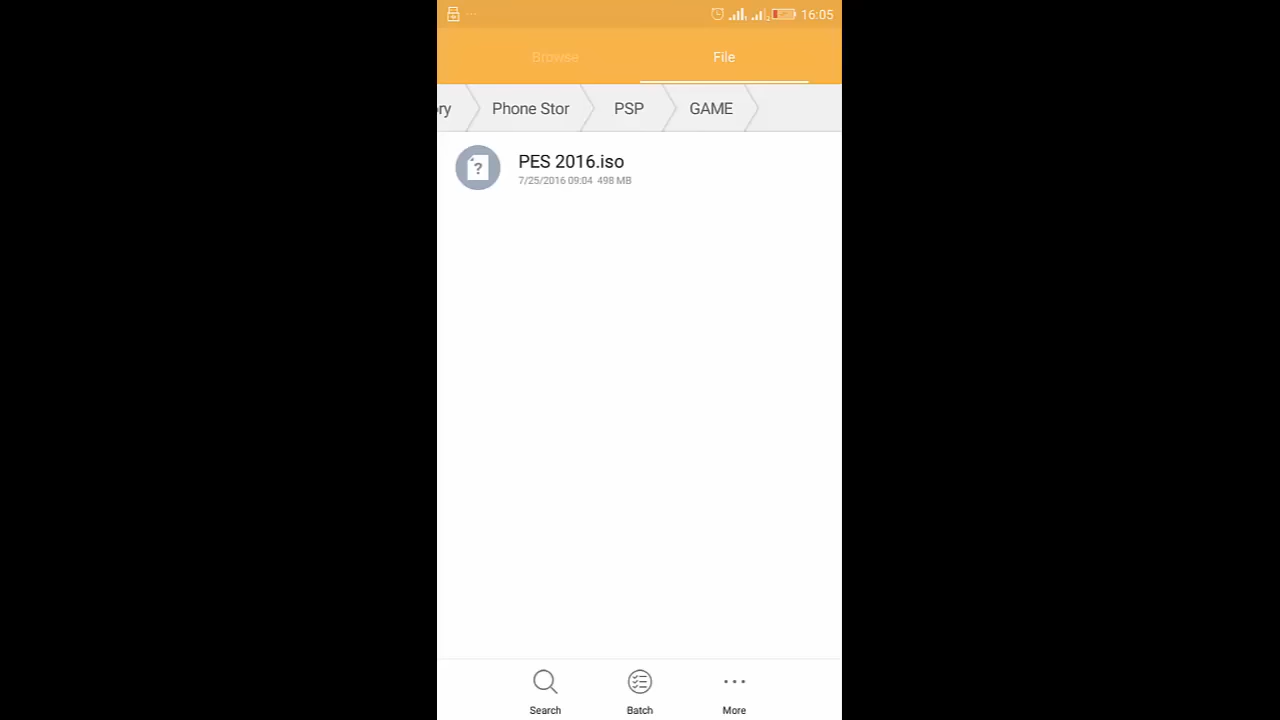 16:05
Browse File
ry Phone Stor PSP GAME
PES 2016.iso
7/25/2016 09:04 498 MB
Search Batch More